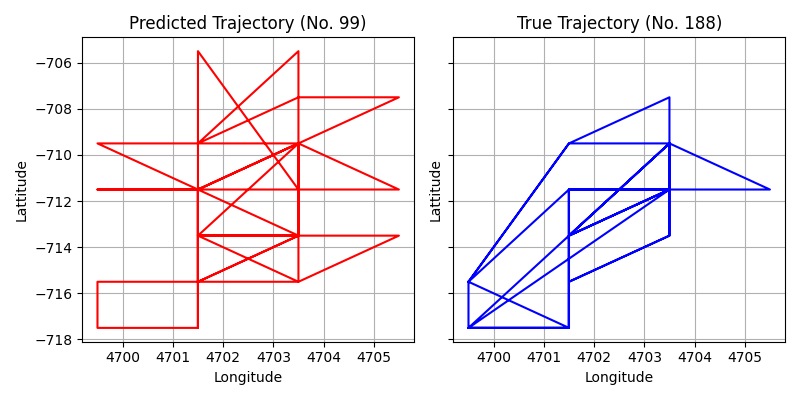 Predicted Trajectory (No. 99)
True Trajectory (No. 188)
−706
−708
−710
−712
−714
−716
−718
Lattitude
Lattitude
4700 4701 4702 4703 4704 4705
4700 4701 4702 4703 4704 4705
Longitude
Longitude